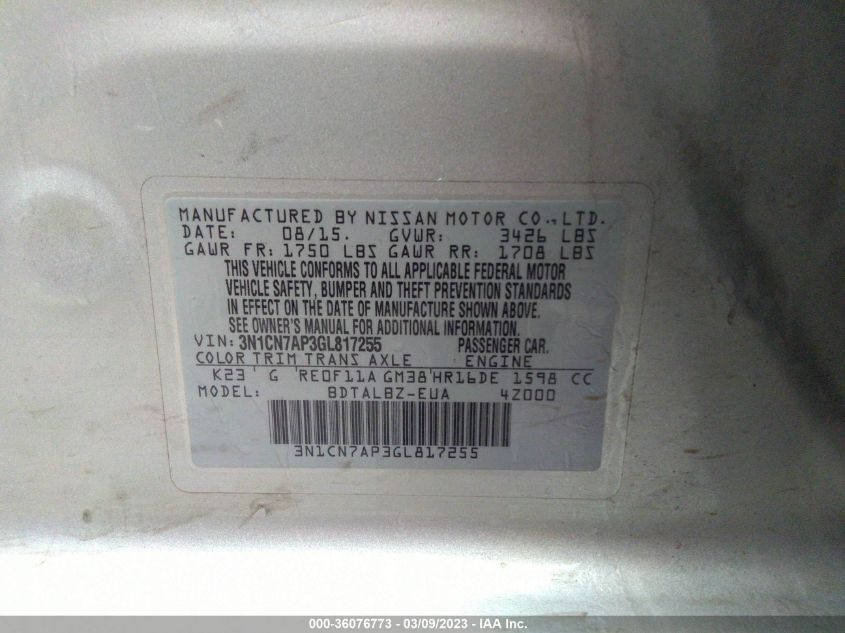 MANUFACTURED BY NISSAN MOTOR CO.,LTD.
DATE: 08/15. GVWR: 3426 LBS
GAWR FR: 1750 LBS GAWR RR: 1708 LBS
THIS VEHICLE CONFORMS TO ALL APPLICABLE FEDERAL MOTOR
VEHICLE SAFETY, BUMPER AND THEFT PREVENTION STANDARDS
IN EFFECT ON THE DATE OF MANUFACTURE SHOWN ABOVE.
SEE OWNER'S MANUAL FOR ADDITIONAL INFORMATION.
VIN: 3N1CN7AP3GL817255 PASSENGER CAR.
COLOR TRIM TRANS AXLE ENGINE
K23 ' G 'RE0F11A GM38'HR16DE 1598 CC
MODEL: BDTALBZ-EUA 4Z000
3N1CN7AP3GL817255
000-36076773 - 03/09/2023 - IAA Inc.